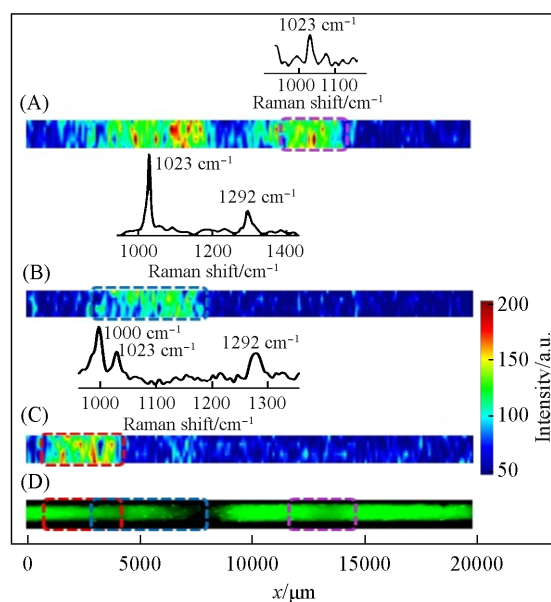 1023 cm⁻¹
1000 1100
Raman shift/cm⁻¹
(A)
1023 cm⁻¹
1292 cm⁻¹
1000 1200 1400
Raman shift/cm⁻¹
(B)
1000 cm⁻¹
1023 cm⁻¹
1292 cm⁻¹
1000 1100 1200 1300
Raman shift/cm⁻¹
(C)
(D)
200
150
100
50
Intensity/a.u.
0 5000 10000 15000 20000
x/μm